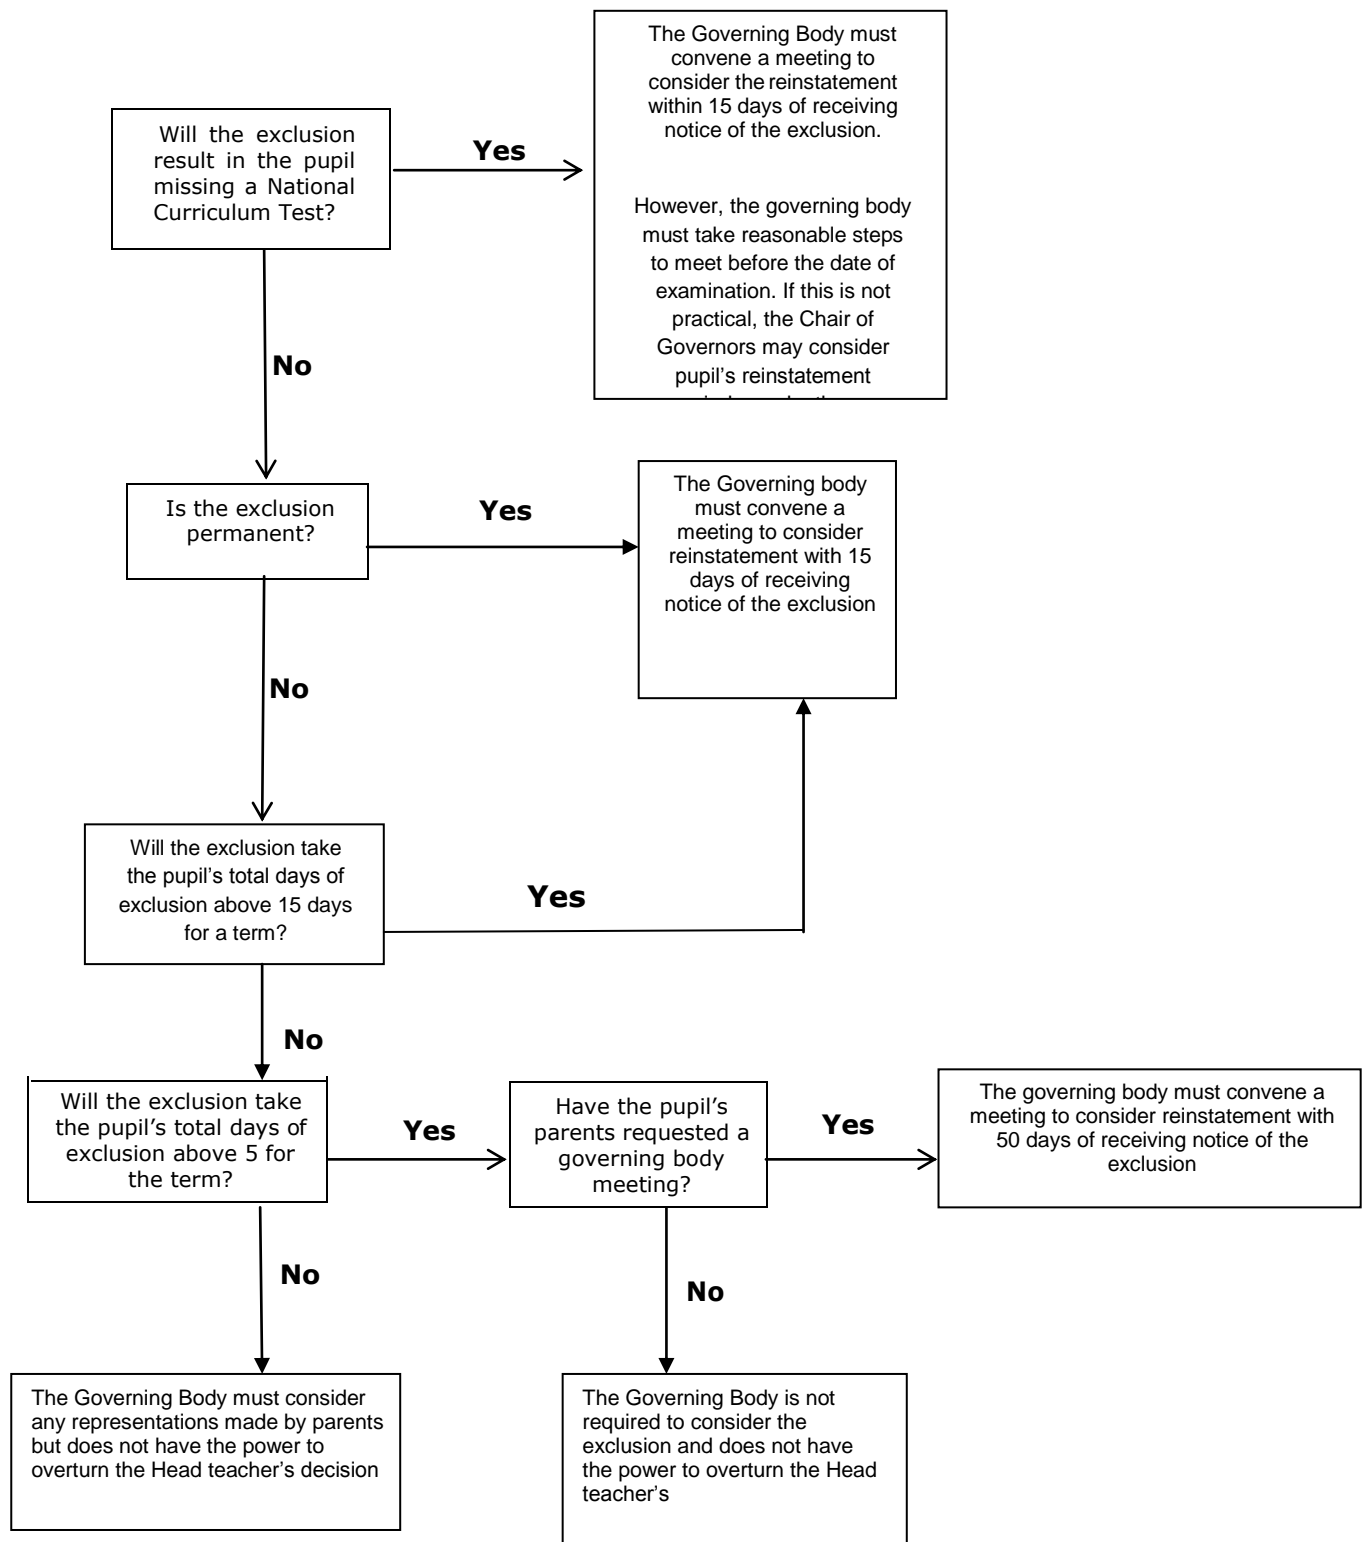 The Governing Body must
convene a meeting to
consider the reinstatement
within 15 days of receiving
notice of the exclusion.
However, the governing body
must take reasonable steps
to meet before the date of
examination. If this is not
practical, the Chair of
Governors may consider
pupil's reinstatement
Will the exclusion
result in the pupil
missing a National
Curriculum Test?
Yes
No
Is the exclusion
permanent?
Yes
The Governing body
must convene a
meeting to consider
reinstatement with 15
days of receiving
notice of the exclusion
No
Will the exclusion take
the pupil's total days of
exclusion above 15 days
for a term?
Yes
No
Will the exclusion take
the pupil's total days of
exclusion above 5 for
the term?
Yes
Have the pupil's
parents requested a
governing body
meeting?
Yes
The governing body must convene a
meeting to consider reinstatement with
50 days of receiving notice of the
exclusion
No
No
The Governing Body must consider
any representations made by parents
but does not have the power to
overturn the Head teacher's decision
The Governing Body is not
required to consider the
exclusion and does not have
the power to overturn the Head
teacher's